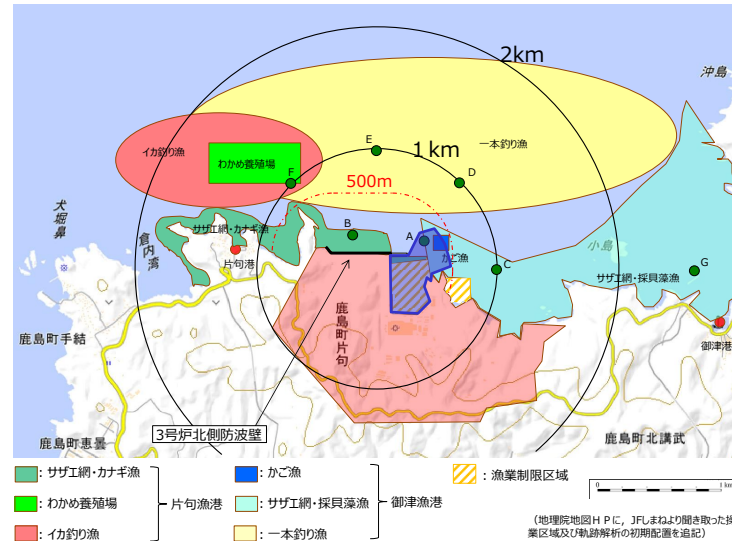 2km
沖島
E
1km
一本釣り漁
イカ釣り漁
わかめ養殖場
F
D
500m
犬堀鼻
倉内湾
サザエ網・カナギ漁
B
A
小島
片句港
かご漁
C
サザエ網・採貝藻漁
G
鹿島町手結
鹿島町片句
御津港
3号炉北側防波壁
鹿島町恵曇
鹿島町北講武
:サザエ網・カナギ漁
:わかめ養殖場
:イカ釣り漁
片句漁港
:かご漁
:サザエ網・採貝藻漁
:一本釣り漁
御津漁港
:漁業制限区域
0
1km
(地理院地図HPに,JFしまねより聞き取った操
業区域及び軌跡解析の初期配置を追記)